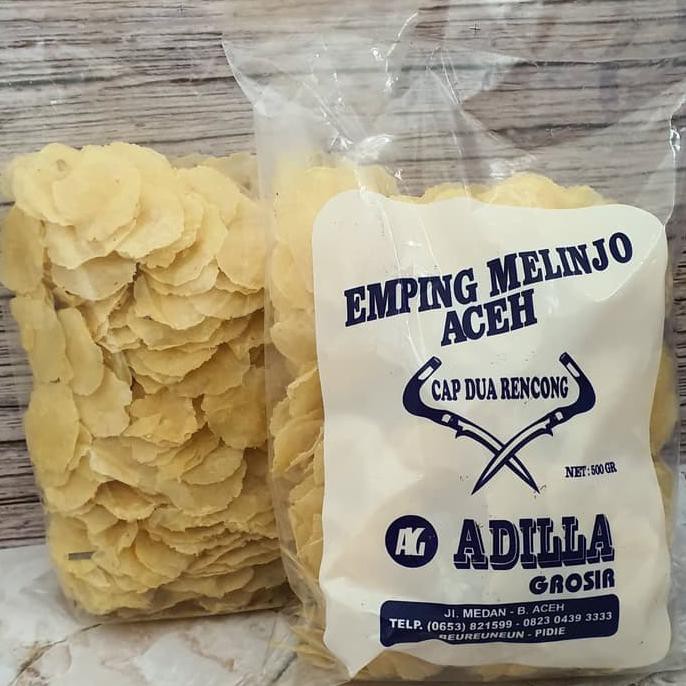 EMPING MELINJO
ACEH
CAP DUA RENCONG
NET: 500 GR
AG ADILLA
GROSIR
Jl. MEDAN - B. ACEH
TELP. (0653) 821599 - 0823 0439 3333
BEUREUNEUN - PIDIE